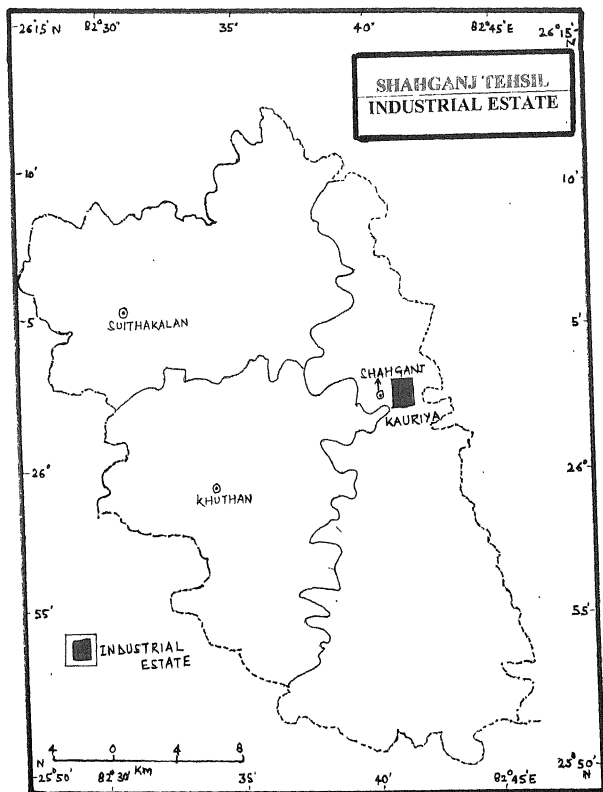 26°15'N 82°30' 35' 40' 82°45'E 26°15'N
SHAHGANJ TEHSIL
INDUSTRIAL ESTATE
10' 10'
SUITHAKALAN
5' 5'
SHAHGANJ
KAURIYA
26° 26°
KHUTHAN
55' 55'
INDUSTRIAL
ESTATE
4 0 4 8
KM
N 25°50' 82°30' 35' 40' 82°45'E 25°50'N